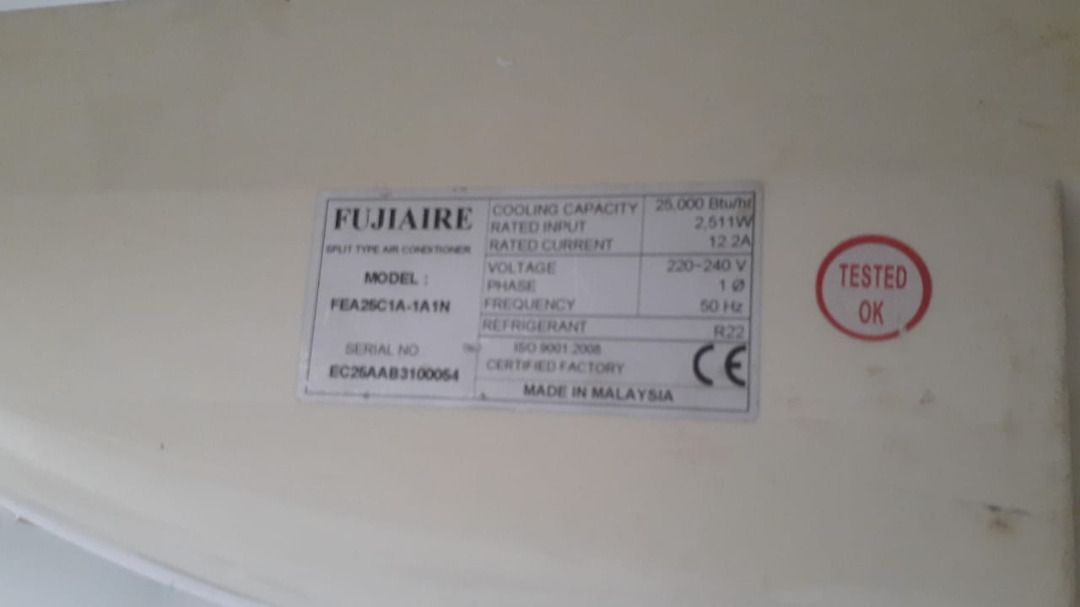 FUJIAIRE
SPLIT TYPE AIR CONDITIONER
MODEL :
FEA25C1A-1A1N
SERIAL NO
EC25AAB3100054
COOLING CAPACITY 25,000 Btu/hr
RATED INPUT 2,511W
RATED CURRENT 12.2A
VOLTAGE 220~240 V
PHASE 1 Ø
FREQUENCY 50 Hz
REFRIGERANT R22
ISO 9001:2008
CERTIFIED FACTORY
CE
MADE IN MALAYSIA
TESTED
OK